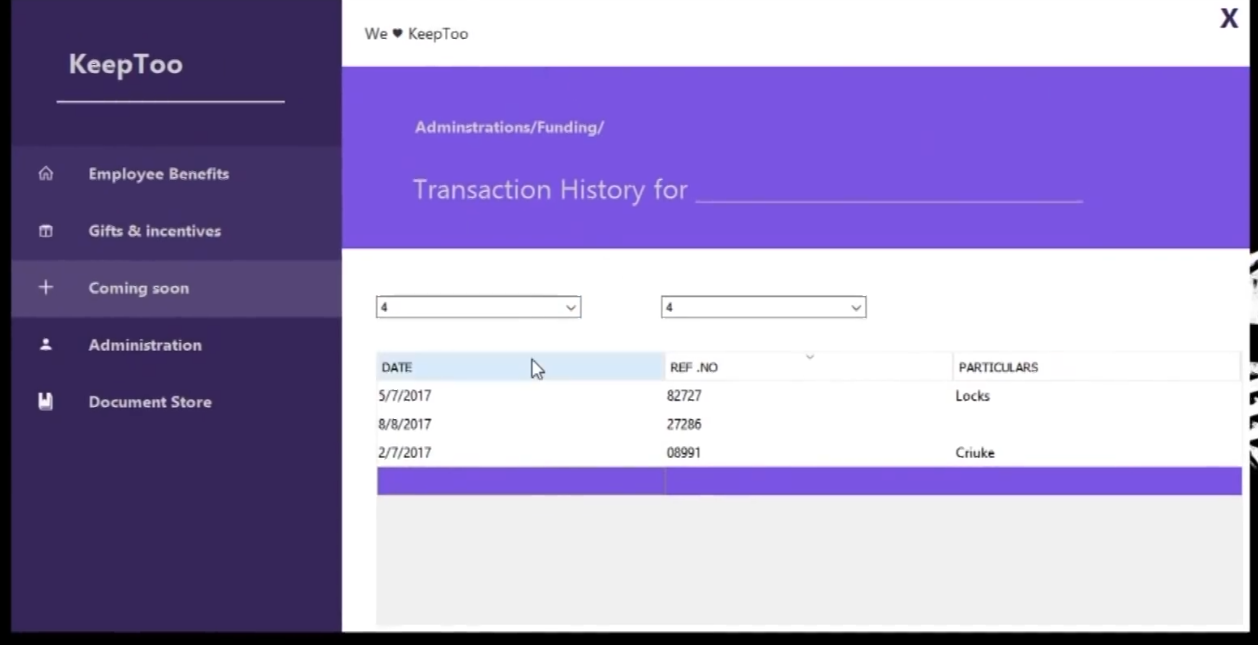 We ♥ KeepToo
X
KeepToo
Adminstrations/Funding/
Transaction History for
Employee Benefits
Gifts & incentives
Coming soon
Administration
Document Store
4 4
DATE REF .NO PARTICULARS
5/7/2017 82727 Locks
8/8/2017 27286
2/7/2017 08991 Criuke